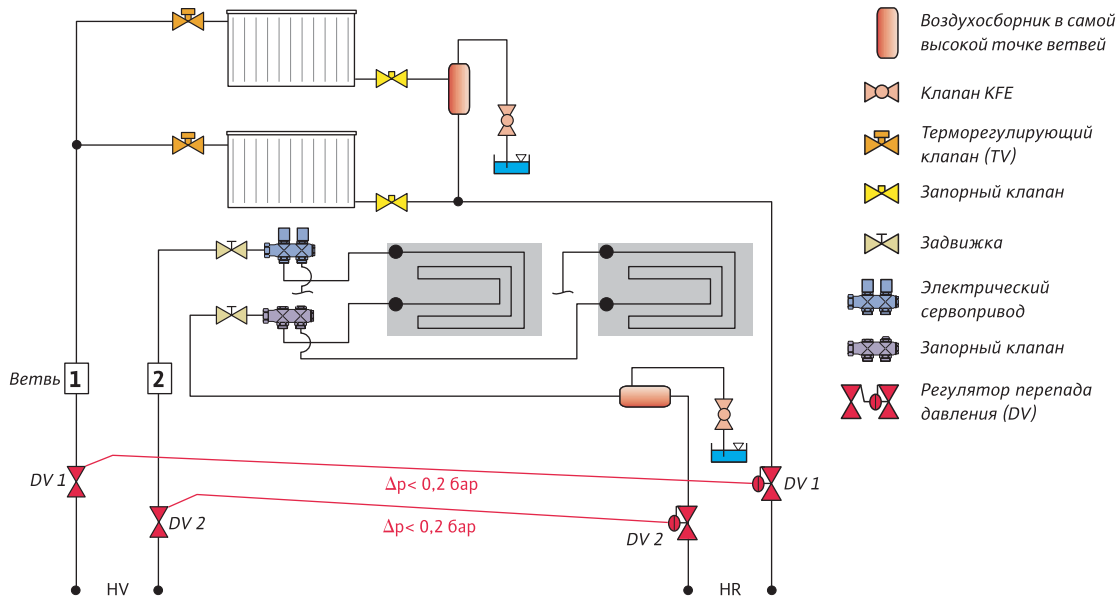 Воздухосборник в самой
высокой точке ветвей
Клапан KFE
Терморегулирующий
клапан (TV)
Запорный клапан
Задвижка
Электрический
сервопривод
Запорный клапан
Регулятор перепада
давления (DV)
Ветвь 1
2
DV 1
Δp< 0,2 бар
DV 1
DV 2
Δp< 0,2 бар
DV 2
HV
HR